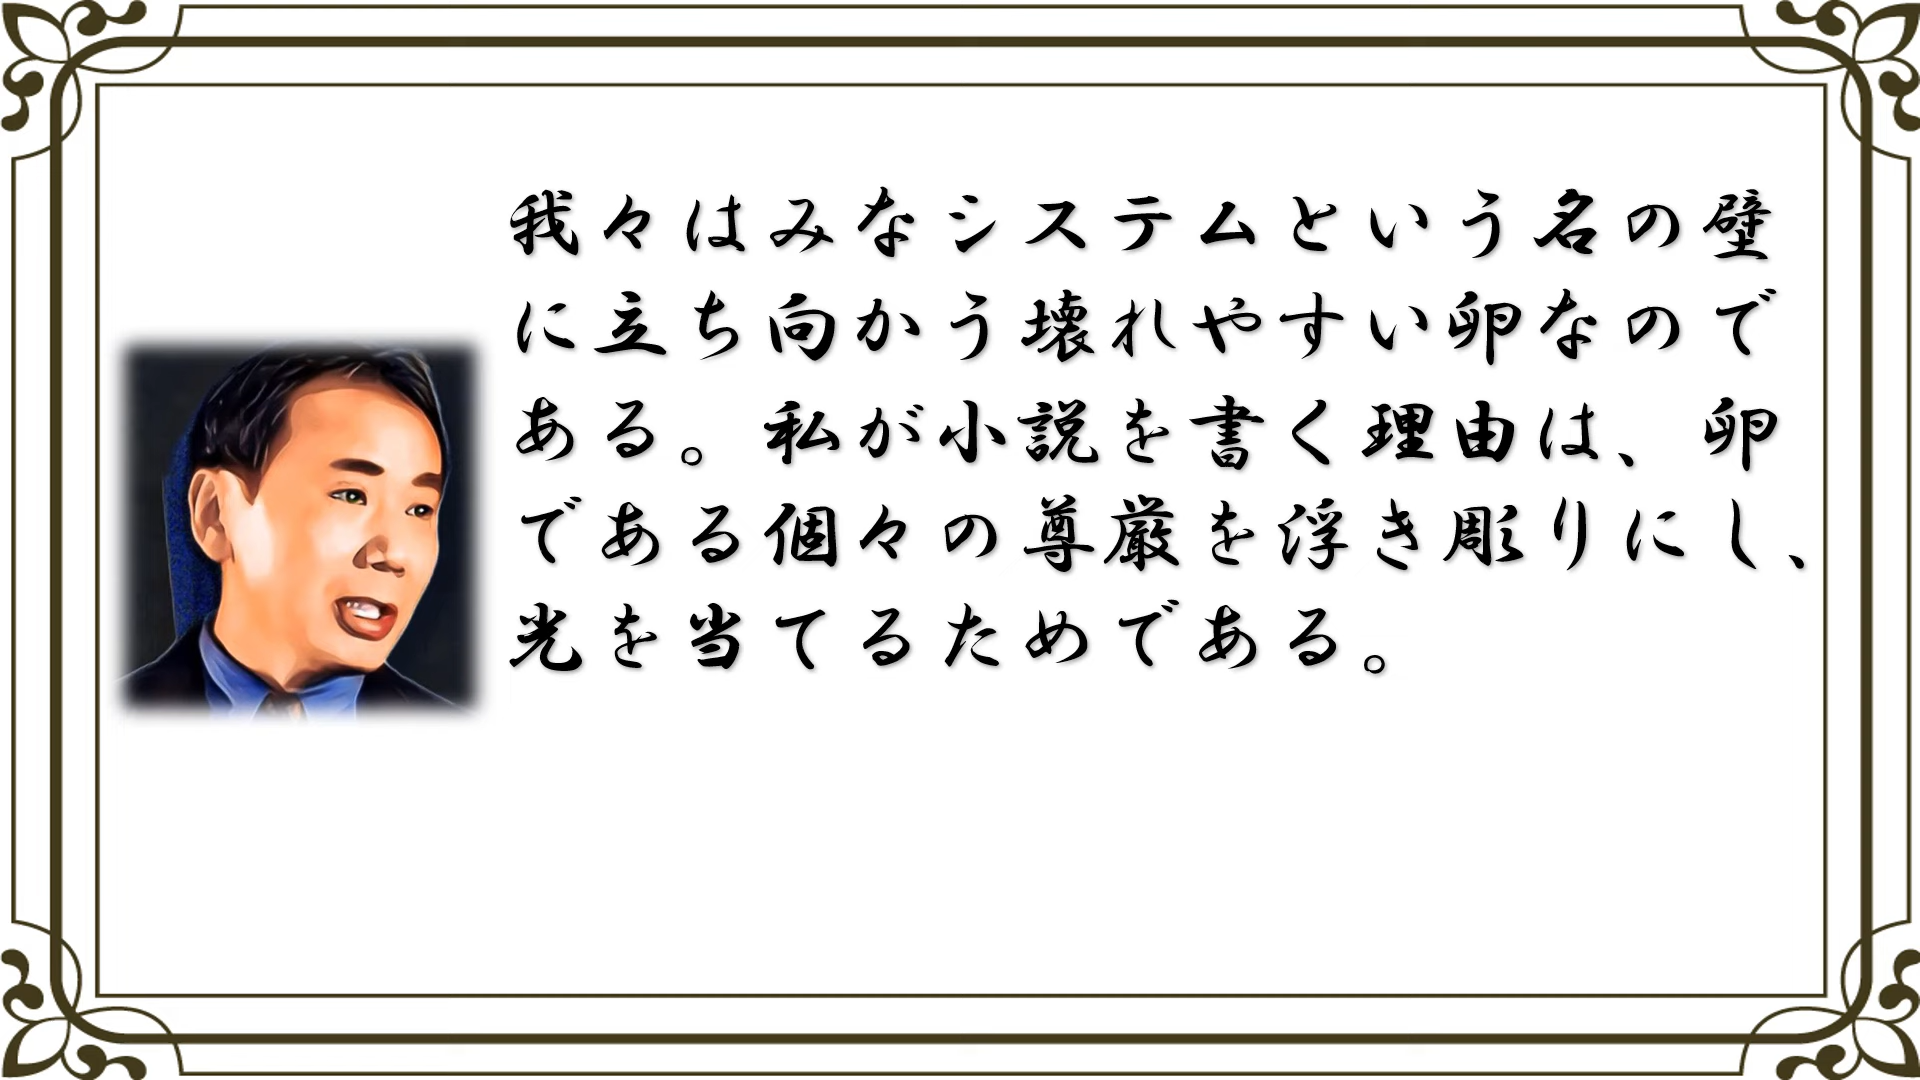 我々はみなシステムという名の壁
に立ち向かう壊れやすい卵なので
ある。私が小説を書く理由は、卵
である個々の尊厳を浮き彫りにし、
光を当てるためである。